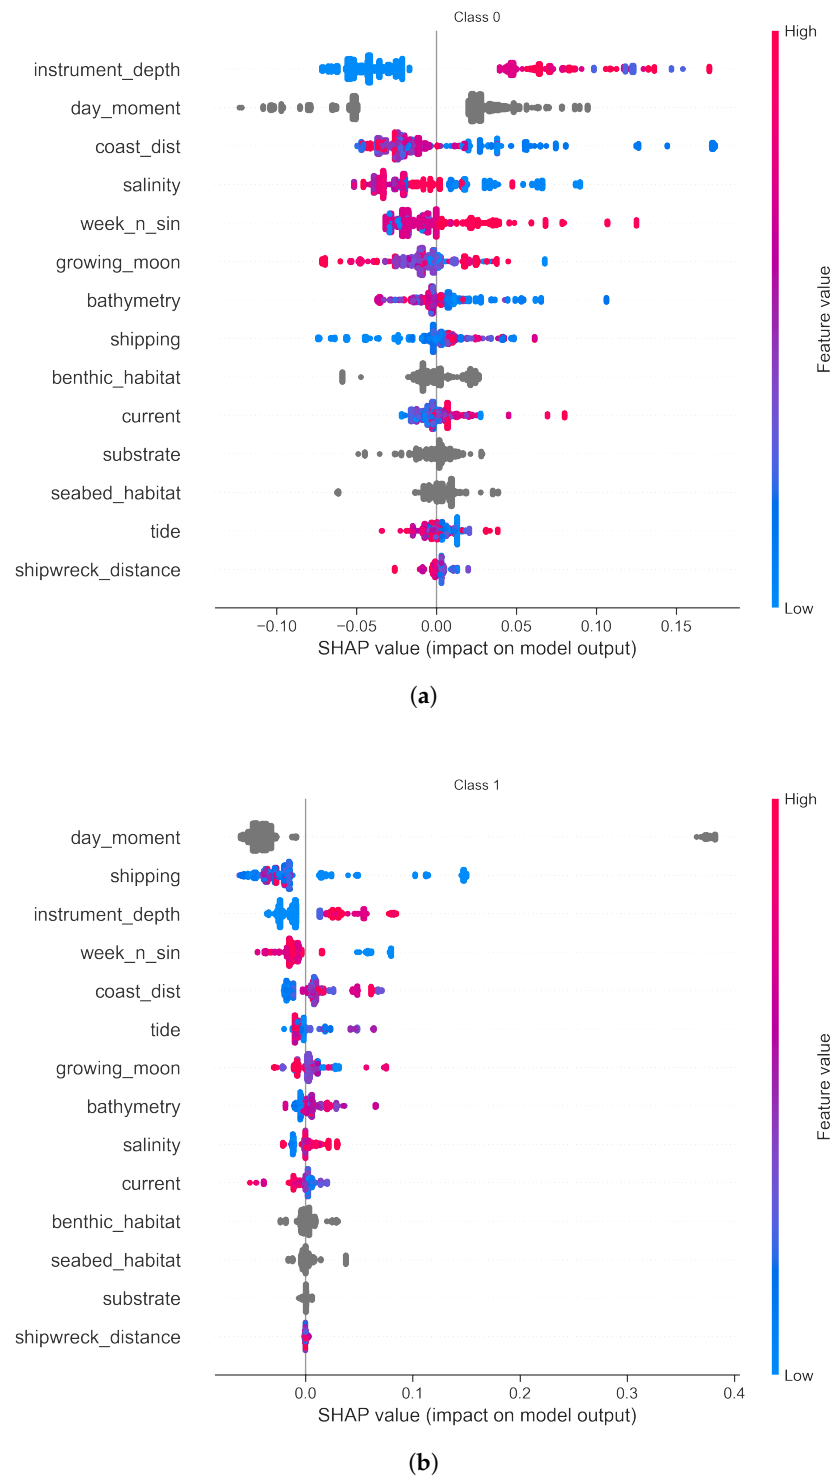 Class 0
High
instrument_depth
day_moment
coast_dist
salinity
week_n_sin
growing_moon
bathymetry
shipping
benthic_habitat
current
substrate
seabed_habitat
tide
shipwreck_distance
Feature value
Low
−0.10 −0.05 0.00 0.05 0.10 0.15
SHAP value (impact on model output)
(a)
Class 1
High
day_moment
shipping
instrument_depth
week_n_sin
coast_dist
tide
growing_moon
bathymetry
salinity
current
benthic_habitat
seabed_habitat
substrate
shipwreck_distance
Feature value
Low
0.0 0.1 0.2 0.3 0.4
SHAP value (impact on model output)
(b)